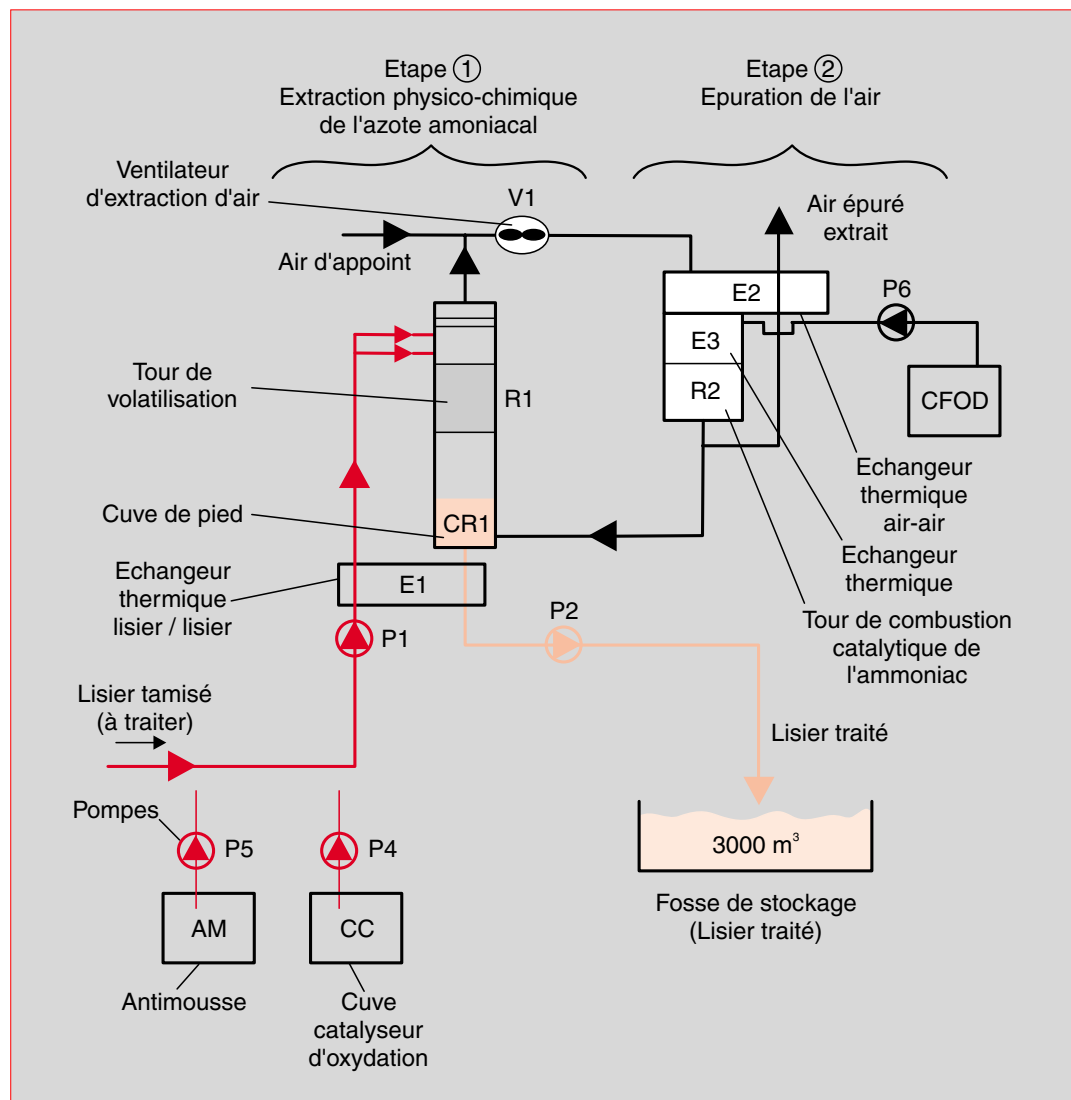 Etape ①
Extraction physico-chimique
de l'azote amoniacal
Etape ②
Epuration de l'air
Ventilateur
d'extraction d'air
V1
Air d'appoint
Air épuré
extrait
E2
P6
E3
R2
CFOD
Tour de
volatilisation
R1
Echangeur
thermique
air-air
Cuve de pied
CR1
Echangeur
thermique
Echangeur
thermique
lisier / lisier
E1
P2
Tour de combustion
catalytique de
l'ammoniac
P1
Lisier tamisé
(à traiter)
Lisier traité
Pompes
P5
P4
3000 m³
AM
CC
Fosse de stockage
(Lisier traité)
Antimousse
Cuve
catalyseur
d'oxydation